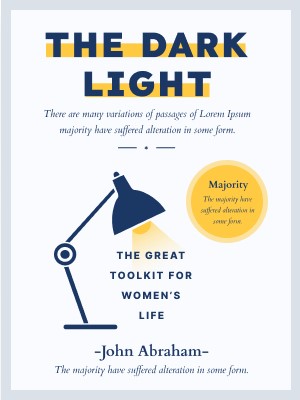 THE DARK
LIGHT
There are many variations of passages of Lorem Ipsum
majority have suffered alteration in some form.
Majority
The majority have
suffered alteration in
some form.
THE GREAT
TOOLKIT FOR
WOMEN'S
LIFE
-John Abraham-
The majority have suffered alteration in some form.